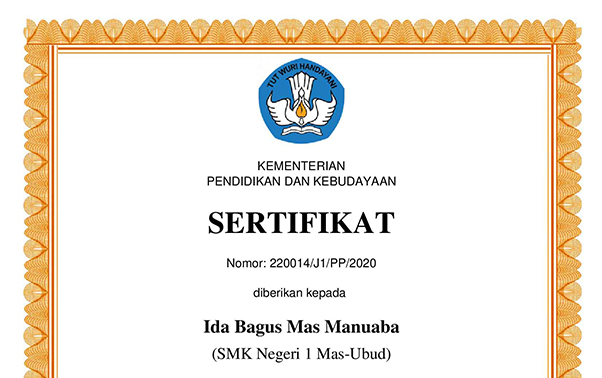 TUT WURI HANDAYANI
KEMENTERIAN
PENDIDIKAN DAN KEBUDAYAAN
SERTIFIKAT
Nomor: 220014/J1/PP/2020
diberikan kepada
Ida Bagus Mas Manuaba
(SMK Negeri 1 Mas-Ubud)